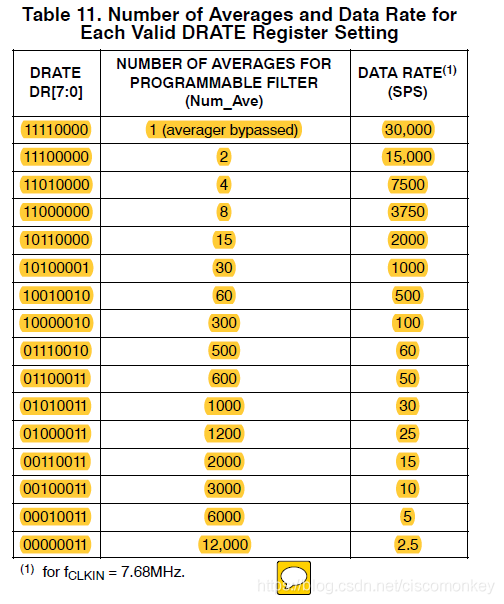 Table 11. Number of Averages and Data Rate for
Each Valid DRATE Register Setting
DRATE DR[7:0] NUMBER OF AVERAGES FOR PROGRAMMABLE FILTER (Num_Ave) DATA RATE(1) (SPS)
11110000 1 (averager bypassed) 30,000
11100000 2 15,000
11010000 4 7500
11000000 8 3750
10110000 15 2000
10100001 30 1000
10010010 60 500
10000010 300 100
01110010 500 60
01100011 600 50
01010011 1000 30
01000011 1200 25
00110011 2000 15
00100011 3000 10
00010011 6000 5
00000011 12,000 2.5
(1) for fCLKIN = 7.68MHz.
https://blog.csdn.net/ciscomonkey